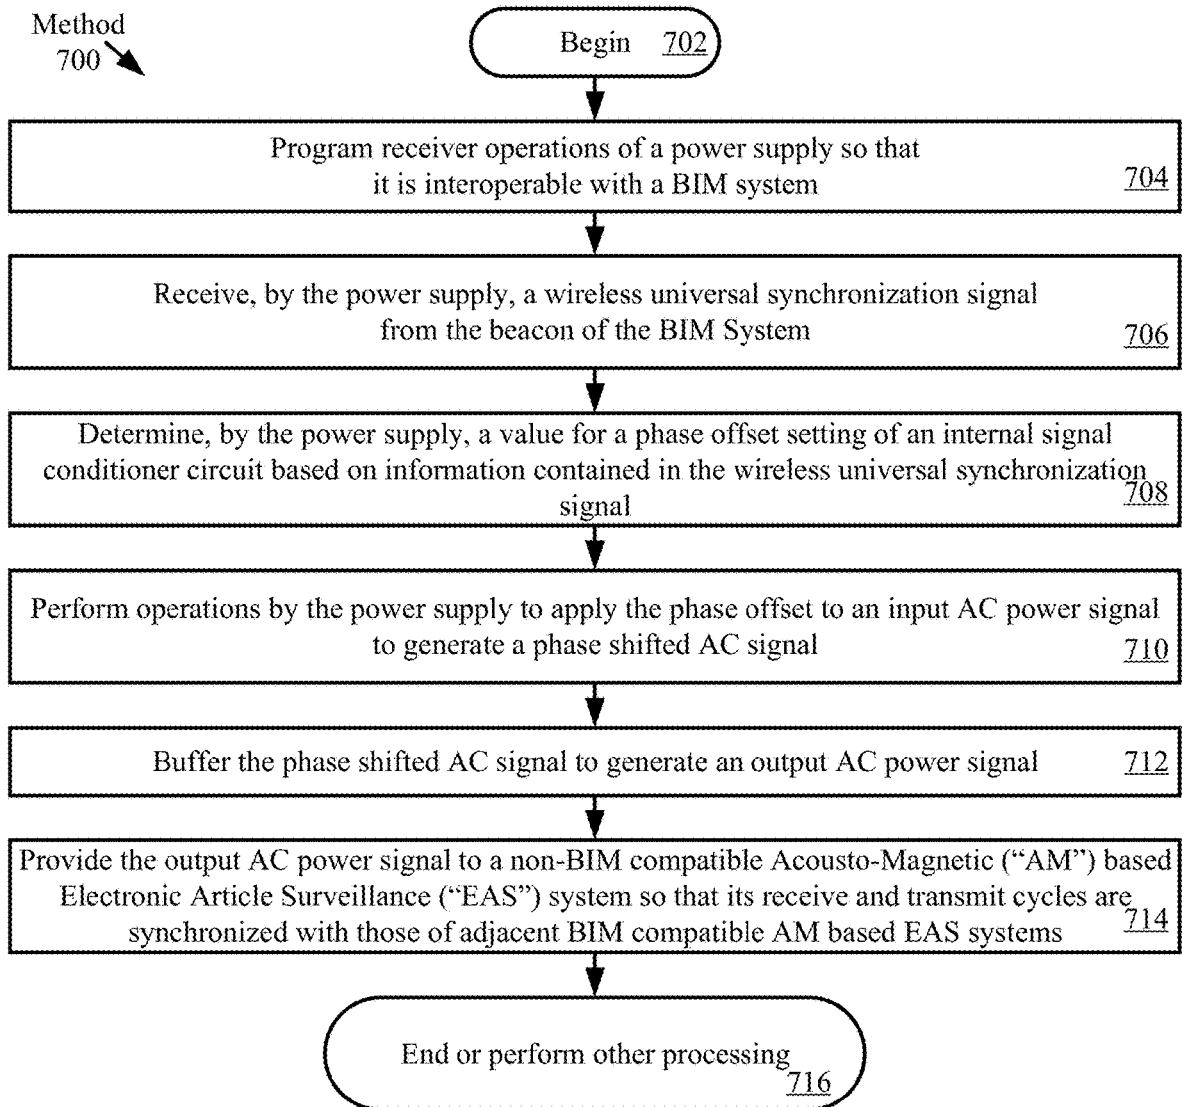 Method
700
Begin 702
Program receiver operations of a power supply so that
it is interoperable with a BIM system
704
Receive, by the power supply, a wireless universal synchronization signal
from the beacon of the BIM System
706
Determine, by the power supply, a value for a phase offset setting of an internal signal
conditioner circuit based on information contained in the wireless universal synchronization
signal
708
Perform operations by the power supply to apply the phase offset to an input AC power signal
to generate a phase shifted AC signal
710
Buffer the phase shifted AC signal to generate an output AC power signal 712
Provide the output AC power signal to a non-BIM compatible Acousto-Magnetic (“AM”) based
Electronic Article Surveillance (“EAS”) system so that its receive and transmit cycles are
synchronized with those of adjacent BIM compatible AM based EAS systems
714
End or perform other processing
716